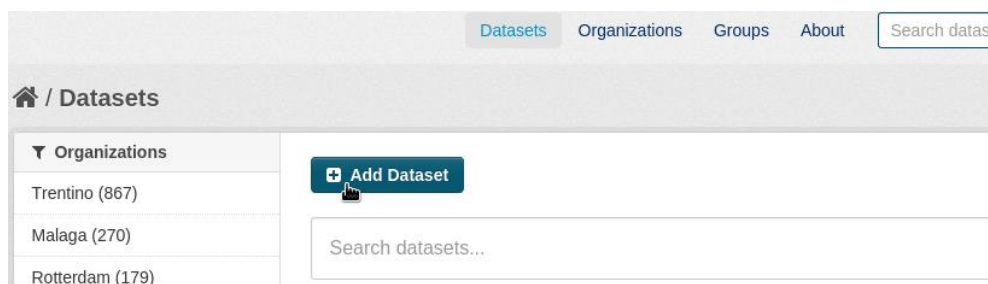 Datasets Organizations Groups About Search datas
/ Datasets
Organizations
Add Dataset
Trentino (867)
Malaga (270)
Search datasets...
Rotterdam (179)